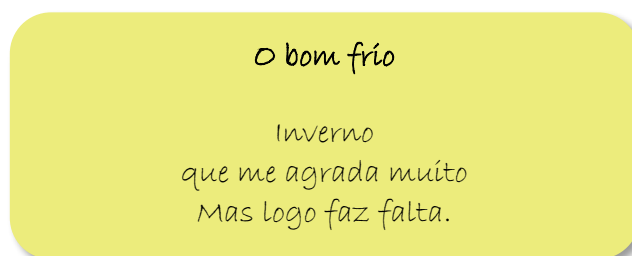 O bom frio
Inverno
que me agrada muito
Mas logo faz falta.